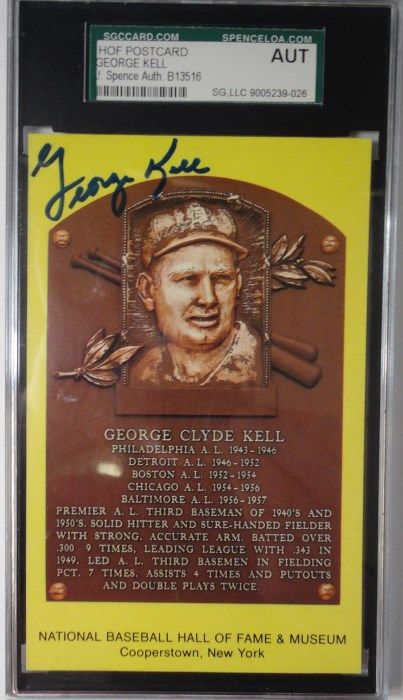 SGCCARD.COM SPENCELOA.COM
HOF POSTCARD AUT
GEORGE KELL
J. Spence Auth. B13516
SG, LLC 9005239-026
George Kell
GEORGE CLYDE KELL
PHILADELPHIA A. L. 1943-1946
DETROIT A. L. 1946-1952
BOSTON A. L. 1952-1954
CHICAGO A. L. 1954-1956
BALTIMORE A. L. 1956-1957
PREMIER A. L. THIRD BASEMAN OF 1940'S AND
1950'S. SOLID HITTER AND SURE-HANDED FIELDER
WITH STRONG, ACCURATE ARM. BATTED OVER
.300 9 TIMES, LEADING LEAGUE WITH .343 IN
1949. LED A. L. THIRD BASEMEN IN FIELDING
PCT. 7 TIMES, ASSISTS 4 TIMES AND PUTOUTS
AND DOUBLE PLAYS TWICE.
NATIONAL BASEBALL HALL OF FAME & MUSEUM
Cooperstown, New York